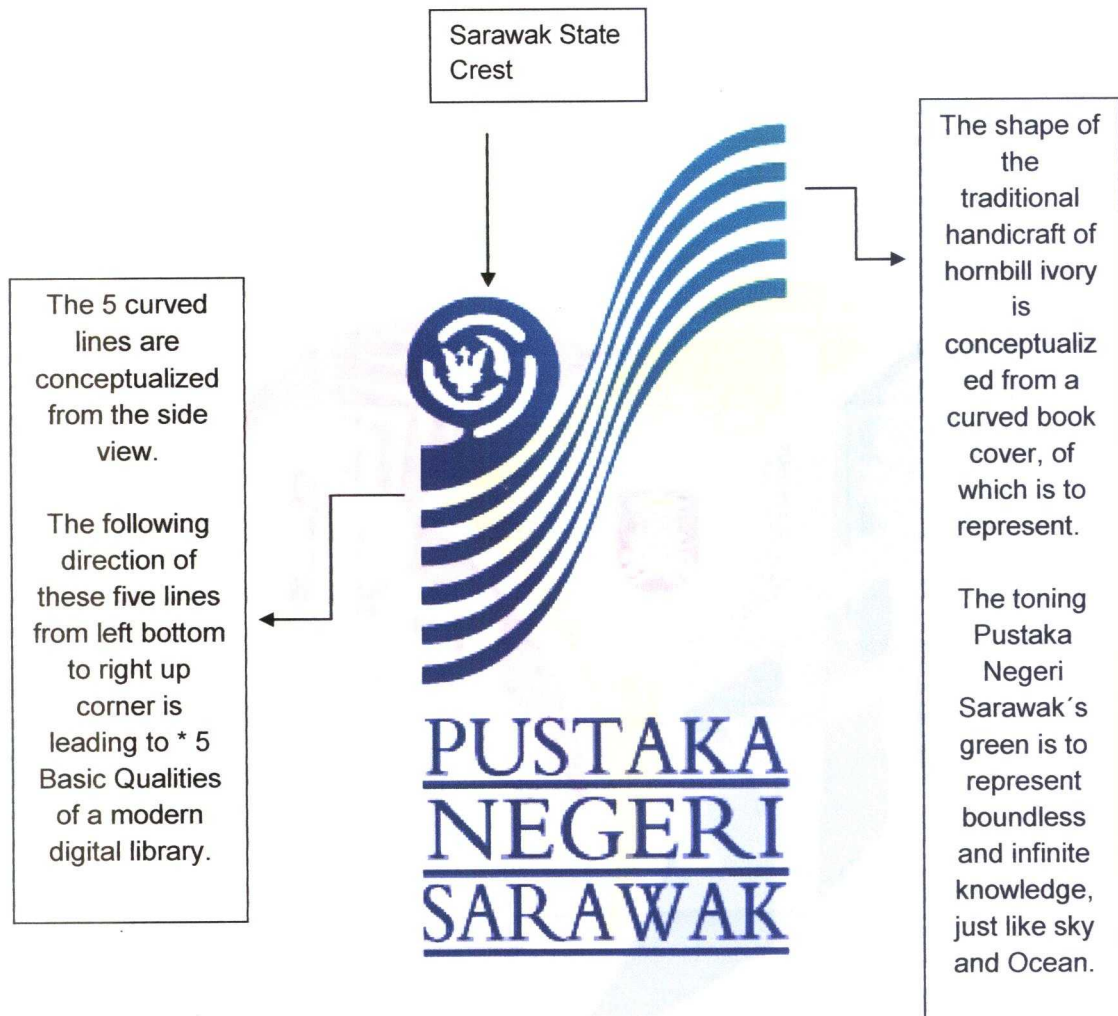 Sarawak State
Crest
The shape of
the
traditional
handicraft of
hornbill ivory
is
conceptualiz
ed from a
curved book
cover, of
which is to
represent.
The toning
Pustaka
Negeri
Sarawak´s
green is to
represent
boundless
and infinite
knowledge,
just like sky
and Ocean.
The 5 curved
lines are
conceptualized
from the side
view.
The following
direction of
these five lines
from left bottom
to right up
corner is
leading to * 5
Basic Qualities
of a modern
digital library.
PUSTAKA
NEGERI
SARAWAK